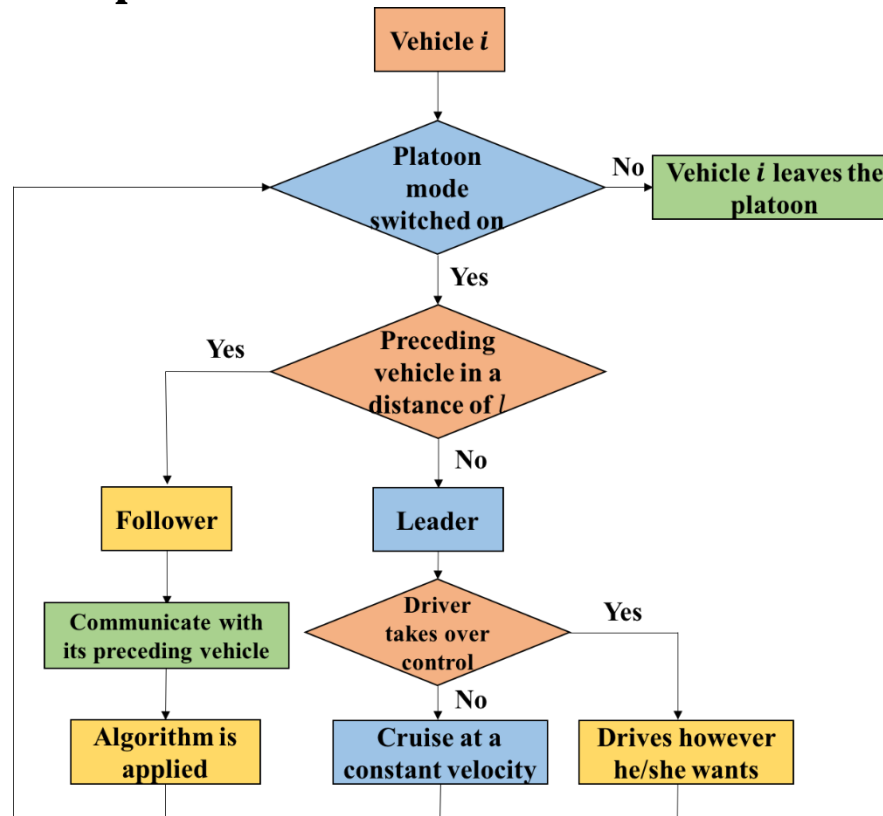 Vehicle i
Platoon
mode
switched on
No
Vehicle i leaves the
platoon
Yes
Preceding
vehicle in a
distance of l
Yes
No
Follower
Leader
Communicate with
its preceding vehicle
Driver
takes over
control
Yes
No
Algorithm is
applied
Cruise at a
constant velocity
Drives however
he/she wants